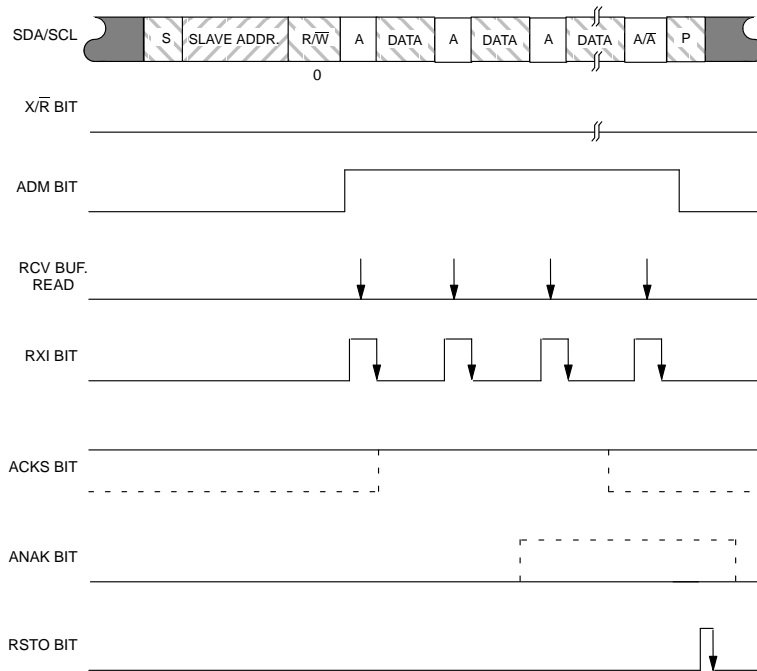 SDA/SCL S SLAVE ADDR. R/W̅ A DATA A DATA A DATA A/A̅ P
0
X/R̅ BIT
ADM BIT
RCV BUF.
READ
RXI BIT
ACKS BIT
ANAK BIT
RSTO BIT